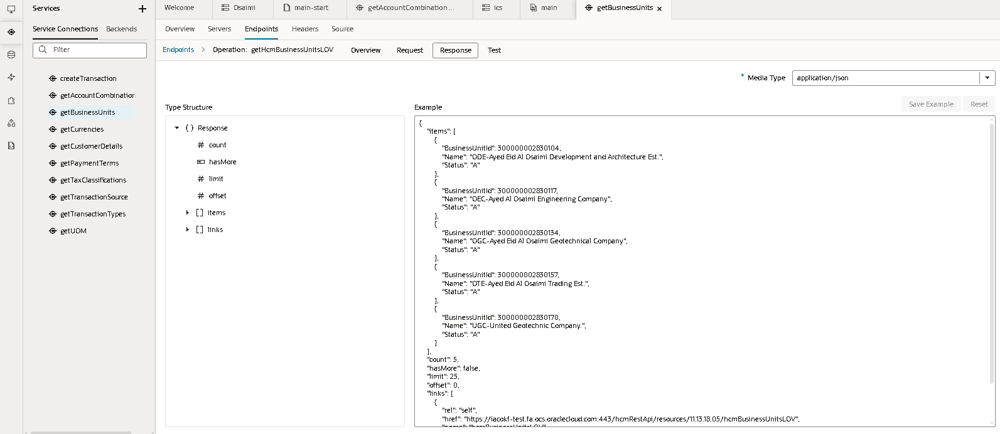 Services
Service Connections Backends
Filter
createTransaction
getAccountCombination
getBusinessUnits
getCurrencies
getCustomerDetails
getPaymentTerms
getTaxClassifications
getTransactionSource
getTransactionTypes
getUOM
Welcome Osaimi main-start getAccountCombination... ics main getBusinessUnits
Overview Servers Endpoints Headers Source
Endpoints > Operation: getHcmBusinessUnitsLOV Overview Request Response Test
* Media Type application/json
Type Structure
{} Response
# count
hasMore
# limit
# offset
[] items
[] links
Example
Save Example Reset
{
"items": [
{
"BusinessUnitId": 300000002830104,
"Name": "ODE-Ayed Eid Al Osaimi Development and Architecture Est.",
"Status": "A"
},
{
"BusinessUnitId": 300000002830117,
"Name": "OEC-Ayed Al Osaimi Engineering Company",
"Status": "A"
},
{
"BusinessUnitId": 300000002830134,
"Name": "OGC-Ayed Eid Al Osaimi Geotechnical Company",
"Status": "A"
},
{
"BusinessUnitId": 300000002830157,
"Name": "OTE-Ayed Eid Al Osaimi Trading Est.",
"Status": "A"
},
{
"BusinessUnitId": 300000002830170,
"Name": "UGC-United Geotechnic Company.",
"Status": "A"
}
],
"count": 5,
"hasMore": false,
"limit": 25,
"offset": 0,
"links": [
{
"rel": "self",
"href": "https://iacokf-test.fa.ocs.oraclecloud.com:443/hcmRestApi/resources/11.13.18.05/hcmBusinessUnitsLOV",